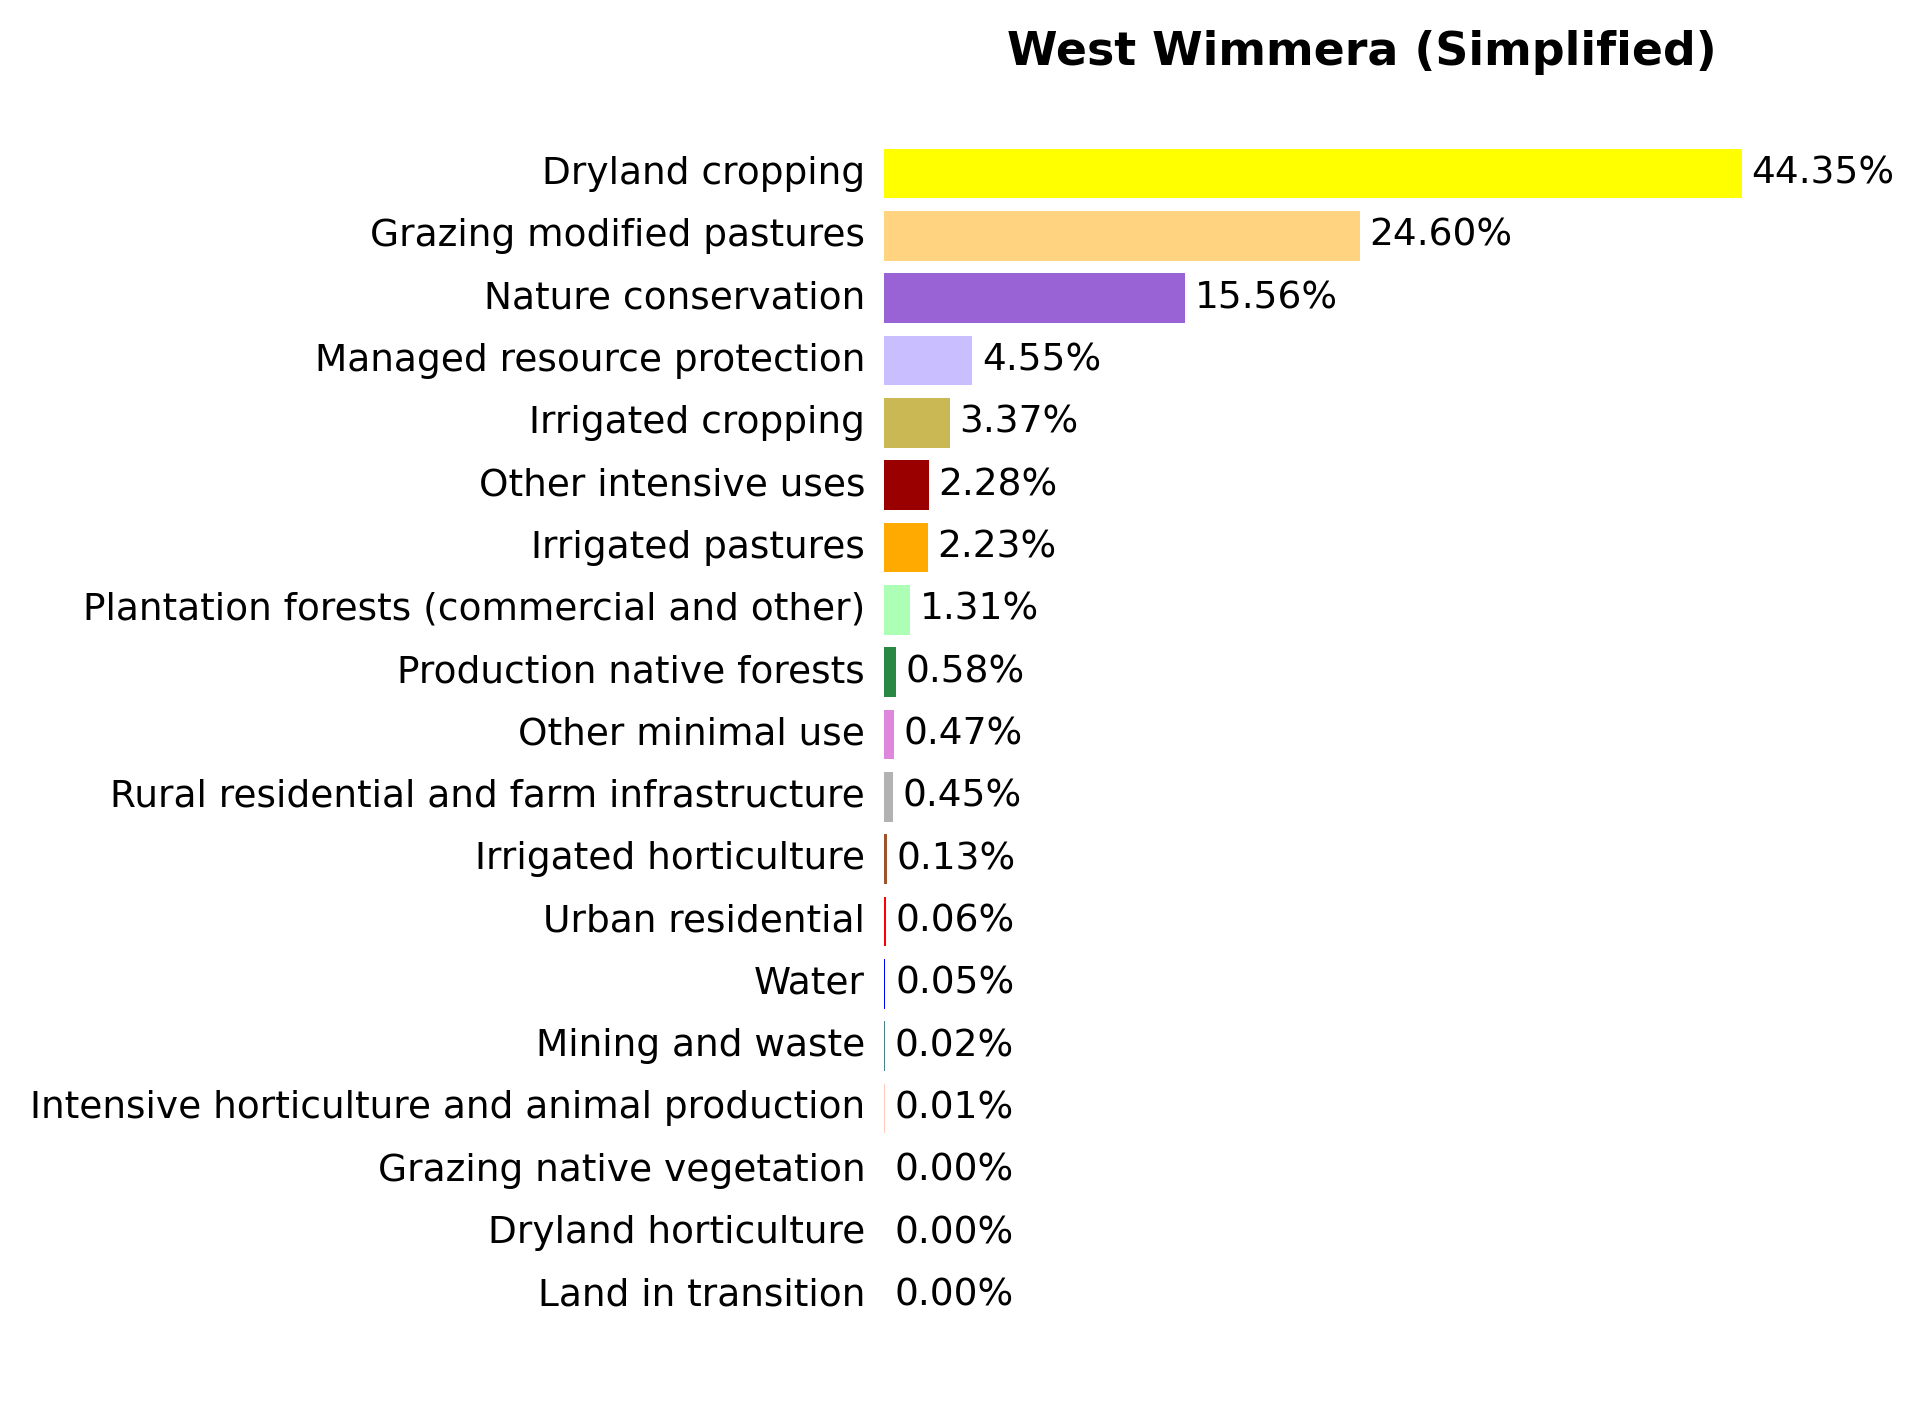 West Wimmera (Simplified)
Dryland cropping 44.35%
Grazing modified pastures 24.60%
Nature conservation 15.56%
Managed resource protection 4.55%
Irrigated cropping 3.37%
Other intensive uses 2.28%
Irrigated pastures 2.23%
Plantation forests (commercial and other) 1.31%
Production native forests 0.58%
Other minimal use 0.47%
Rural residential and farm infrastructure 0.45%
Irrigated horticulture 0.13%
Urban residential 0.06%
Water 0.05%
Mining and waste 0.02%
Intensive horticulture and animal production 0.01%
Grazing native vegetation 0.00%
Dryland horticulture 0.00%
Land in transition 0.00%